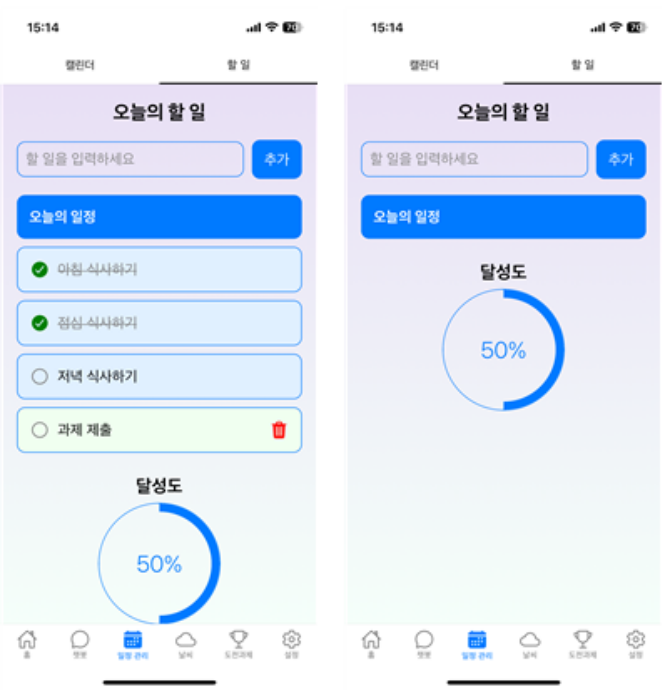 15:14
70
캘린더
할 일
오늘의 할 일
할 일을 입력하세요
추가
오늘의 일정
아침 식사하기
점심 식사하기
저녁 식사하기
과제 제출
달성도
50%
홈
챗봇
일정 관리
날씨
도전과제
설정
15:14
70
캘린더
할 일
오늘의 할 일
할 일을 입력하세요
추가
오늘의 일정
달성도
50%
홈
챗봇
일정 관리
날씨
도전과제
설정